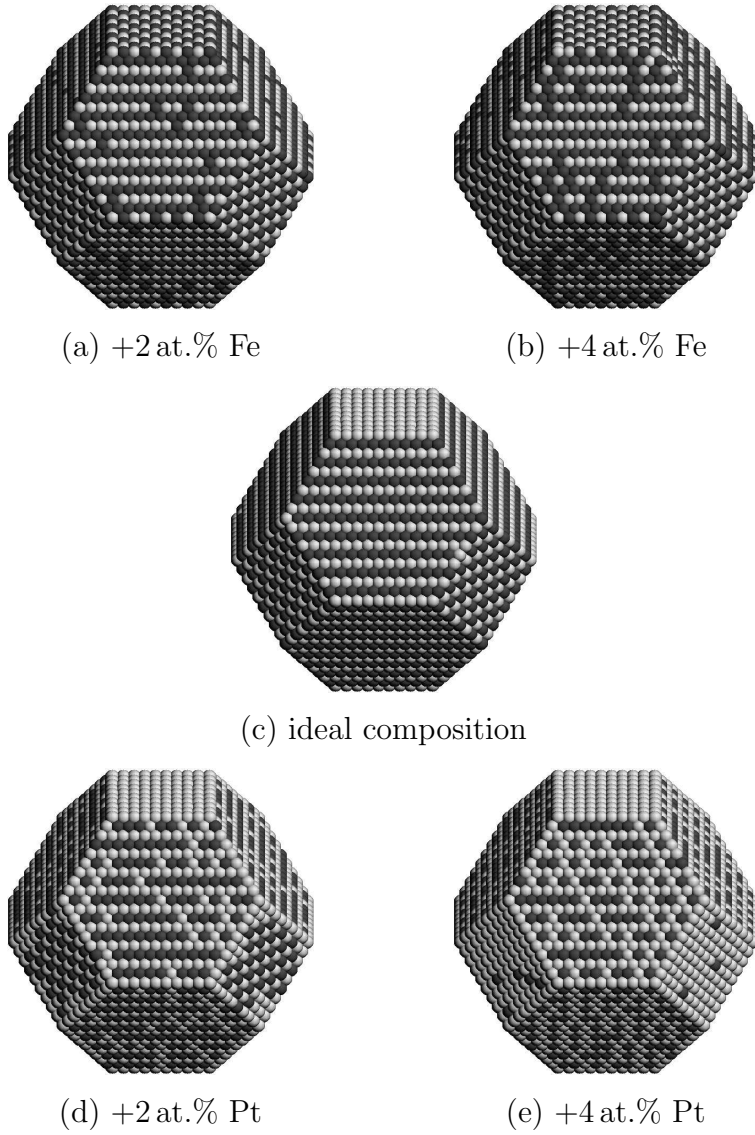 (a) +2 at.% Fe
(b) +4 at.% Fe
(c) ideal composition
(d) +2 at.% Pt
(e) +4 at.% Pt